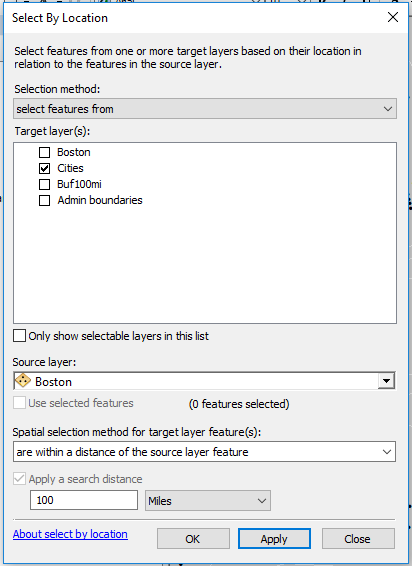 Select By Location
Select features from one or more target layers based on their location in
relation to the features in the source layer.
Selection method:
select features from
Target layer(s):
Boston
Cities
Buf100mi
Admin boundaries
Only show selectable layers in this list
Source layer:
Boston
Use selected features (0 features selected)
Spatial selection method for target layer feature(s):
are within a distance of the source layer feature
Apply a search distance
100 Miles
About select by location OK Apply Close